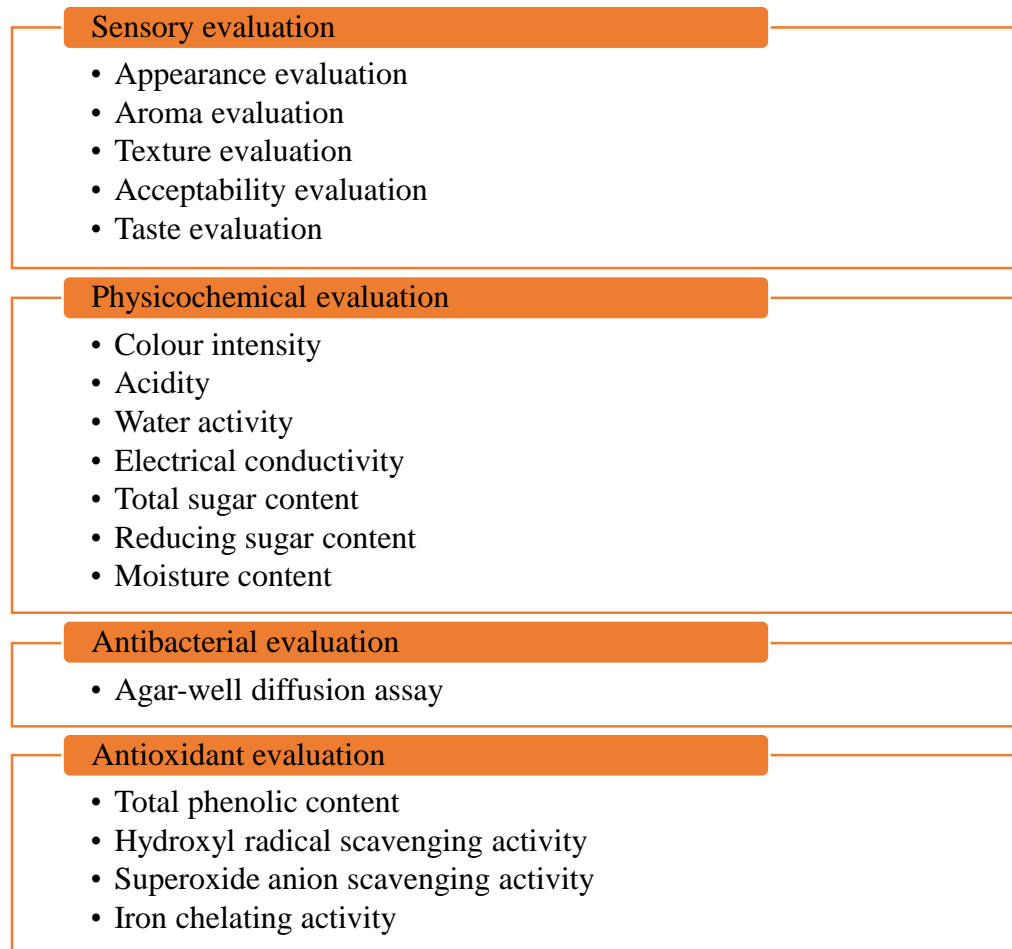 Sensory evaluation
• Appearance evaluation
• Aroma evaluation
• Texture evaluation
• Acceptability evaluation
• Taste evaluation
Physicochemical evaluation
• Colour intensity
• Acidity
• Water activity
• Electrical conductivity
• Total sugar content
• Reducing sugar content
• Moisture content
Antibacterial evaluation
• Agar-well diffusion assay
Antioxidant evaluation
• Total phenolic content
• Hydroxyl radical scavenging activity
• Superoxide anion scavenging activity
• Iron chelating activity